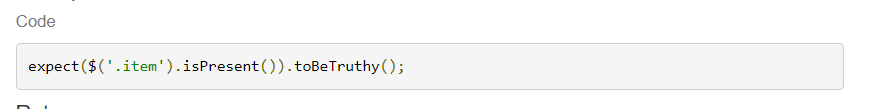 Code
expect($('.item').isPresent()).toBeTruthy();